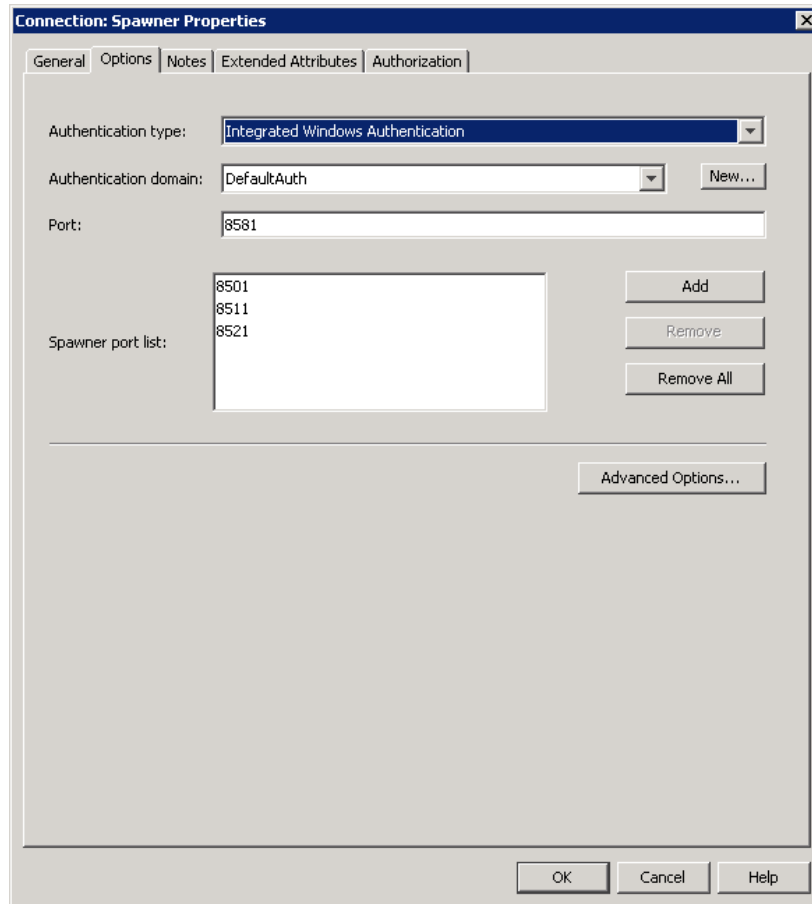 Connection: Spawner Properties
General Options Notes Extended Attributes Authorization
Authentication type: Integrated Windows Authentication
Authentication domain: DefaultAuth New...
Port: 8581
8501 Add
8511
8521 Remove
Spawner port list:
Remove All
Advanced Options...
OK Cancel Help